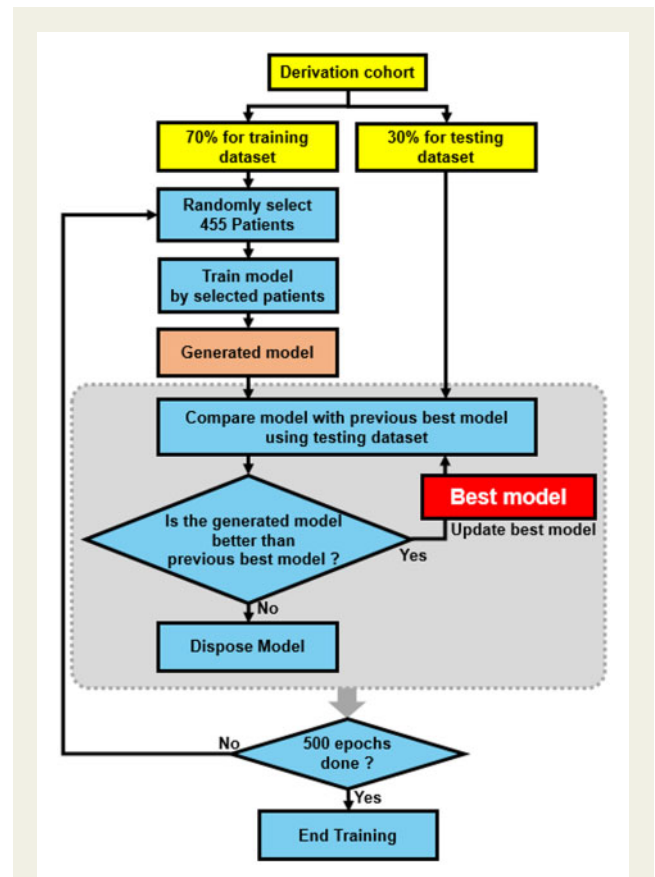 Derivation cohort
70% for training
dataset
30% for testing
dataset
Randomly select
455 Patients
Train model
by selected patients
Generated model
Compare model with previous best model
using testing dataset
Best model
Update best model
Is the generated model
better than
previous best model ?
Yes
No
Dispose Model
No
500 epochs
done ?
Yes
End Training